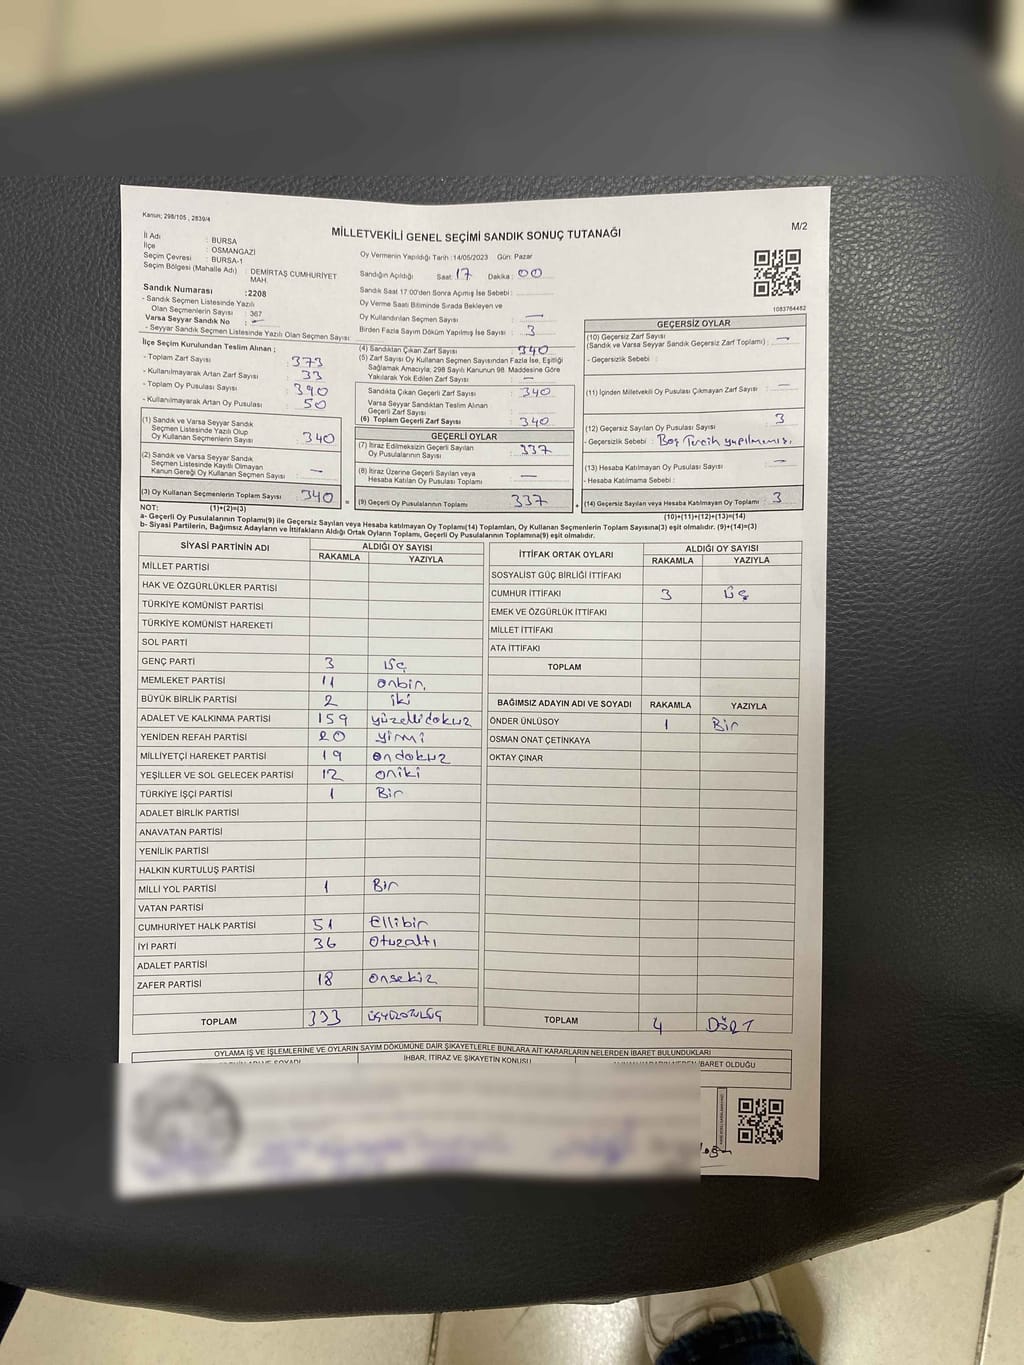 Kanun; 298/105 , 2839/4
MİLLETVEKİLİ GENEL SEÇİMİ SANDIK SONUÇ TUTANAĞI
M/2
İl Adı : BURSA
İlçe : OSMANGAZİ
Seçim Çevresi : BURSA-1
Seçim Bölgesi (Mahalle Adı) : DEMİRTAŞ CUMHURİYET MAH.
Sandık Numarası :2208
- Sandık Seçmen Listesinde Yazılı
Olan Seçmenlerin Sayısı : 367
Varsa Seyyar Sandık No : —
- Seyyar Sandık Seçmen Listesinde Yazılı Olan Seçmen Sayısı
Oy Vermenin Yapıldığı Tarih :14/05/2023 Gün: Pazar
Sandığın Açıldığı Saat: 17 Dakika: 00
Sandık Saat 17.00'den Sonra Açımış İse Sebebi :
Oy Verme Saati Bitiminde Sırada Bekleyen ve
Oy Kullandırılan Seçmen Sayısı : —
Birden Fazla Sayım Döküm Yapılmış İse Sayısı : 3
1083764482
İlçe Seçim Kurulundan Teslim Alınan ;
- Toplam Zarf Sayısı : 373
- Kullanılmayarak Artan Zarf Sayısı : 33
- Toplam Oy Pusulası Sayısı : 390
- Kullanılmayarak Artan Oy Pusulası : 50
(1) Sandık ve Varsa Seyyar Sandık
Seçmen Listesinde Yazılı Olup
Oy Kullanan Seçmenlerin Sayısı : 340
(2) Sandık ve Varsa Seyyar Sandık
Seçmen Listesinde Kayıtlı Olmayan
Kanun Gereği Oy Kullanan Seçmen Sayısı : —
(3) Oy Kullanan Seçmenlerin Toplam Sayısı : 340
(4) Sandıktan Çıkan Zarf Sayısı : 340
(5) Zarf Sayısı Oy Kullanan Seçmen Sayısından Fazla İse, Eşitliği
Sağlamak Amacıyla; 298 Sayılı Kanunun 98. Maddesine Göre
Yakılarak Yok Edilen Zarf Sayısı : —
Sandıkta Çıkan Geçerli Zarf Sayısı : 340
Varsa Seyyar Sandıktan Teslim Alınan
Geçerli Zarf Sayısı :
(6) Toplam Geçerli Zarf Sayısı : 340
GEÇERLİ OYLAR
(7) İtiraz Edilmeksizin Geçerli Sayılan
Oy Pusulalarının Sayısı : 337
(8) İtiraz Üzerine Geçerli Sayılan veya
Hesaba Katılan Oy Pusulaları Toplamı : —
(9) Geçerli Oy Pusulalarının Toplamı : 337
GEÇERSİZ OYLAR
(10) Geçersiz Zarf Sayısı
(Sandık ve Varsa Seyyar Sandık Geçersiz Zarf Toplamı) : —
- Geçersizlik Sebebi :
(11) İçinden Milletvekili Oy Pusulası Çıkmayan Zarf Sayısı : —
(12) Geçersiz Sayılan Oy Pusulası Sayısı : 3
- Geçersizlik Sebebi : Boş Tercih yapılmamış.
(13) Hesaba Katılmayan Oy Pusulası Sayısı : —
- Hesaba Katılmama Sebebi :
(14) Geçersiz Sayılan veya Hesaba Katılmayan Oy Toplamı : 3
NOT: (1)+(2)=(3)
(10)+(11)+(12)+(13)=(14)
a- Geçerli Oy Pusulalarının Toplamı(9) ile Geçersiz Sayılan veya Hesaba katılmayan Oy Toplamı(14) Toplamları, Oy Kullanan Seçmenlerin Toplam Sayısına(3) eşit olmalıdır. (9)+(14)=(3)
b- Siyasi Partilerin, Bağımsız Adayların ve İttifakların Aldığı Ortak Oyların Toplamı, Geçerli Oy Pusulalarının Toplamına(9) eşit olmalıdır.
SİYASİ PARTİNİN ADI ALDIĞI OY SAYISI
RAKAMLA YAZIYLA
MİLLET PARTİSİ
HAK VE ÖZGÜRLÜKLER PARTİSİ
TÜRKİYE KOMÜNİST PARTİSİ
TÜRKİYE KOMÜNİST HAREKETİ
SOL PARTİ
GENÇ PARTİ 3 üç
MEMLEKET PARTİSİ 11 onbir.
BÜYÜK BİRLİK PARTİSİ 2 iki
ADALET VE KALKINMA PARTİSİ 159 yüzellidokuz
YENİDEN REFAH PARTİSİ 20 yirmi
MİLLİYETÇİ HAREKET PARTİSİ 19 ondokuz
YEŞİLLER VE SOL GELECEK PARTİSİ 12 oniki
TÜRKİYE İŞÇİ PARTİSİ 1 Bir
ADALET BİRLİK PARTİSİ
ANAVATAN PARTİSİ
YENİLİK PARTİSİ
HALKIN KURTULUŞ PARTİSİ
MİLLİ YOL PARTİSİ 1 Bir
VATAN PARTİSİ
CUMHURİYET HALK PARTİSİ 51 Ellibir
İYİ PARTİ 36 Otuzaltı
ADALET PARTİSİ
ZAFER PARTİSİ 18 onsekiz
TOPLAM 333 üçyüzotuzüç
İTTİFAK ORTAK OYLARI ALDIĞI OY SAYISI
RAKAMLA YAZIYLA
SOSYALİST GÜÇ BİRLİĞİ İTTİFAKI
CUMHUR İTTİFAKI 3 üç
EMEK VE ÖZGÜRLÜK İTTİFAKI
MİLLET İTTİFAKI
ATA İTTİFAKI
TOPLAM
BAĞIMSIZ ADAYIN ADI VE SOYADI RAKAMLA YAZIYLA
ÖNDER ÜNLÜSOY 1 Bir
OSMAN ONAT ÇETİNKAYA
OKTAY ÇINAR
TOPLAM 4 DÖRT
OYLAMA İŞ VE İŞLEMLERİNE VE OYLARIN SAYIM DÖKÜMÜNE DAİR ŞİKAYETLERLE BUNLARA AİT KARARLARIN NELERDEN İBARET BULUNDUKLARI
İHBAR, İTİRAZ VE ŞİKAYETİN KONUSU
İBARET OLDUĞU